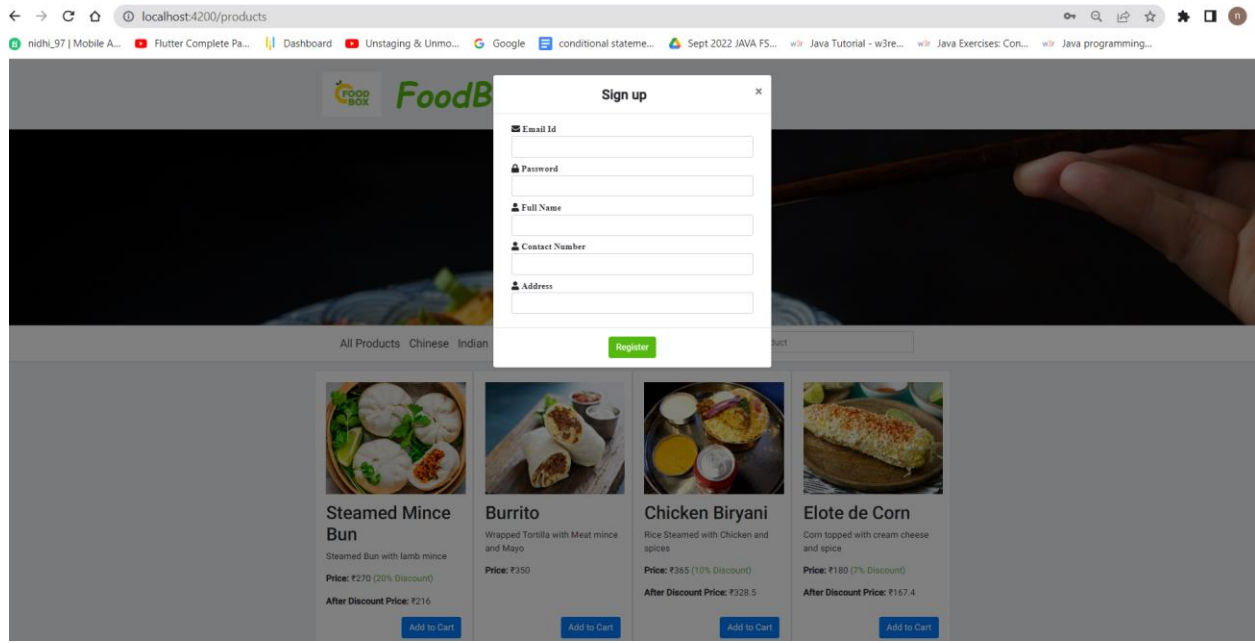 localhost:4200/products
n
nidhi_97 | Mobile A... Flutter Complete Pa... Dashboard Unstaging & Unmo... Google conditional stateme... Sept 2022 JAVA FS... w3r Java Tutorial - w3re... w3r Java Exercises: Con... w3r Java programming...
FOOD BOX FoodB
Sign up ×
Email Id
Password
Full Name
Contact Number
Address
Register
All Products Chinese Indian
Steamed Mince Bun
Steamed Bun with lamb mince
Price: ₹270 (20% Discount)
After Discount Price: ₹216
Add to Cart
Burrito
Wrapped Tortilla with Meat mince
and Mayo
Price: ₹350
Add to Cart
Chicken Biryani
Rice Steamed with Chicken and
spices
Price: ₹365 (10% Discount)
After Discount Price: ₹328.5
Add to Cart
Elote de Corn
Corn topped with cream cheese
and spice
Price: ₹180 (7% Discount)
After Discount Price: ₹167.4
Add to Cart